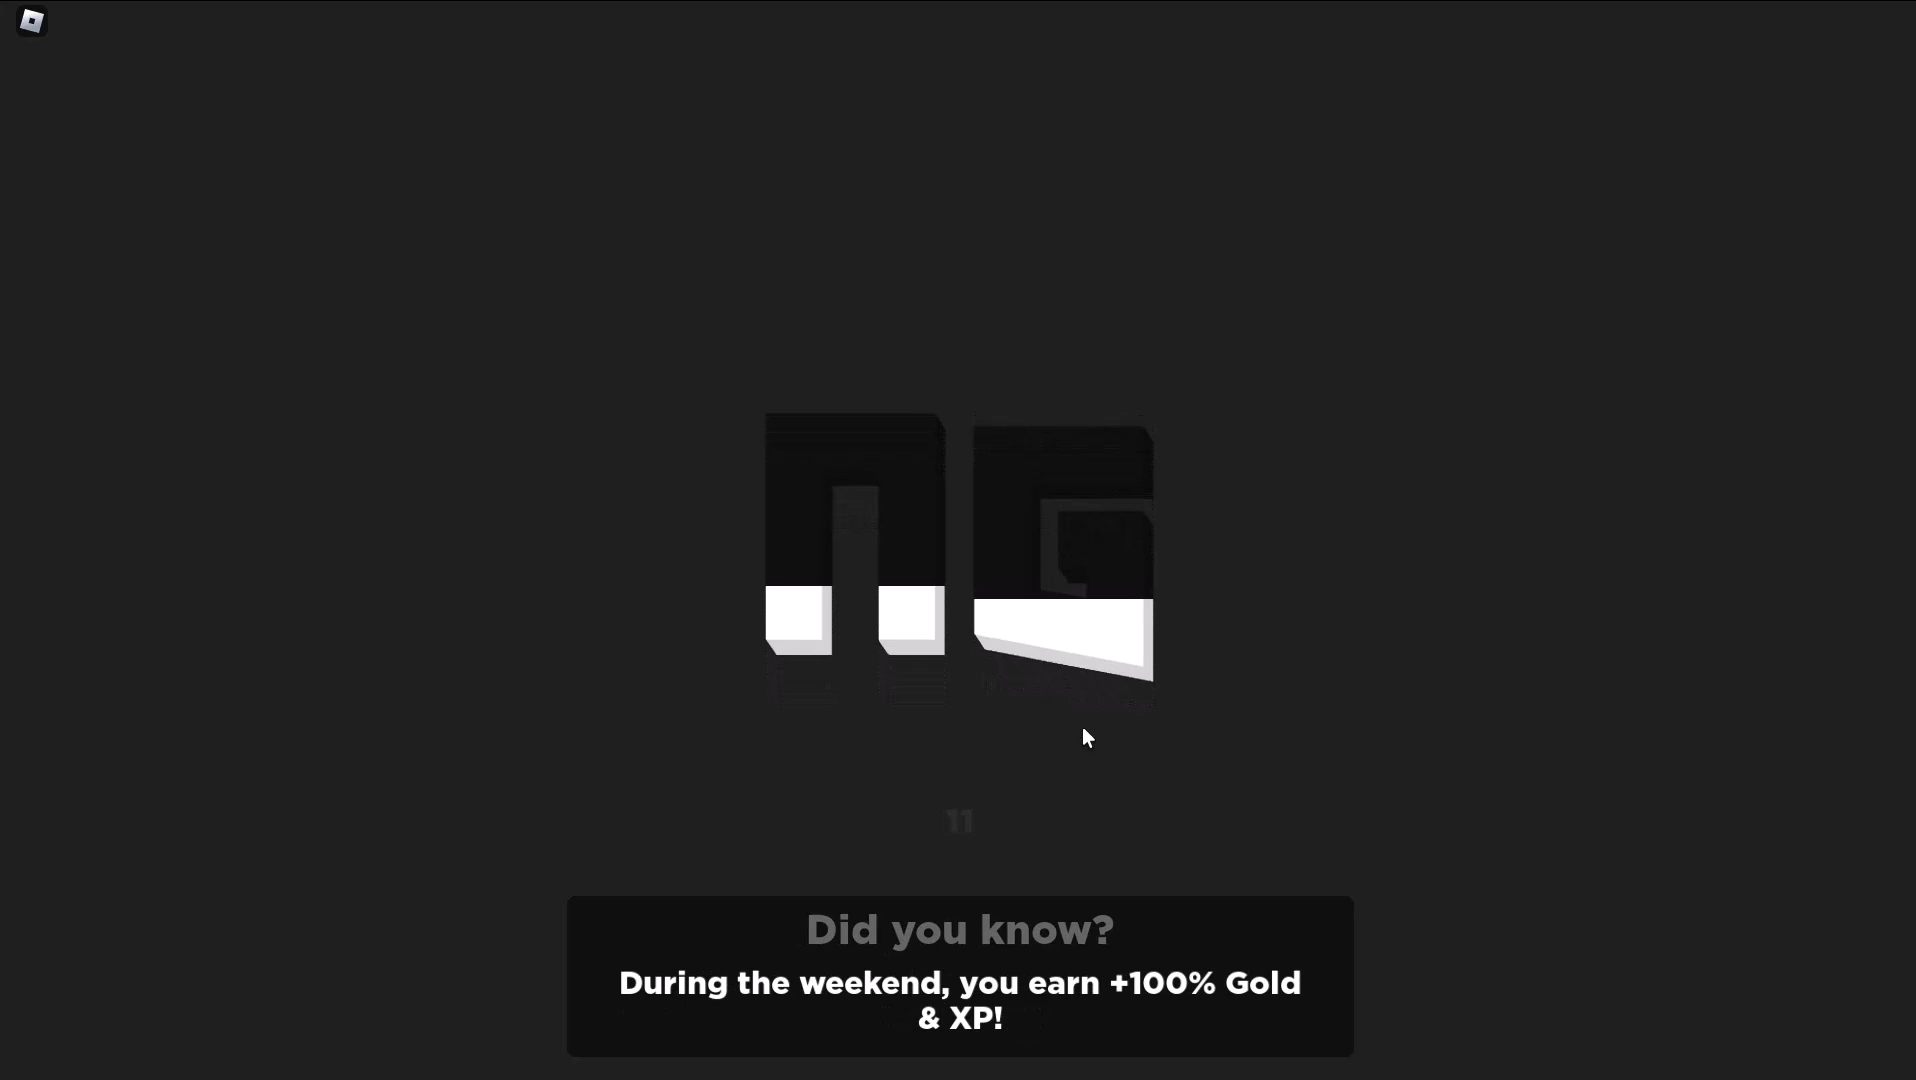 11
Did you know?
During the weekend, you earn +100% Gold
& XP!